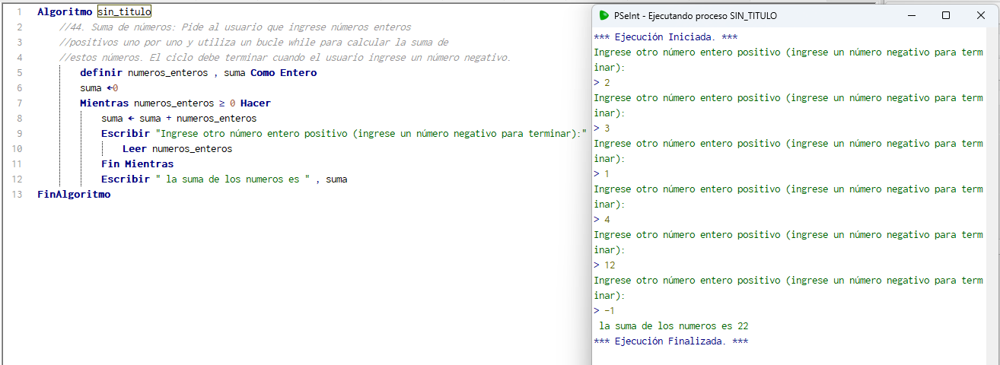 1 Algoritmo sin_titulo
2 //44. Suma de números: Pide al usuario que ingrese números enteros
3 //positivos uno por uno y utiliza un bucle while para calcular la suma de
4 //estos números. El ciclo debe terminar cuando el usuario ingrese un número negativo.
5 definir numeros_enteros , suma Como Entero
6 suma ←0
7 Mientras numeros_enteros ≥ 0 Hacer
8 suma ← suma + numeros_enteros
9 Escribir "Ingrese otro número entero positivo (ingrese un número negativo para terminar):"
10 Leer numeros_enteros
11 Fin Mientras
12 Escribir " la suma de los numeros es " , suma
13 FinAlgoritmo
PSeInt - Ejecutando proceso SIN_TITULO
*** Ejecución Iniciada. ***
Ingrese otro número entero positivo (ingrese un número negativo para term
inar):
> 2
Ingrese otro número entero positivo (ingrese un número negativo para term
inar):
> 3
Ingrese otro número entero positivo (ingrese un número negativo para term
inar):
> 1
Ingrese otro número entero positivo (ingrese un número negativo para term
inar):
> 4
Ingrese otro número entero positivo (ingrese un número negativo para term
inar):
> 12
Ingrese otro número entero positivo (ingrese un número negativo para term
inar):
> -1
la suma de los numeros es 22
*** Ejecución Finalizada. ***